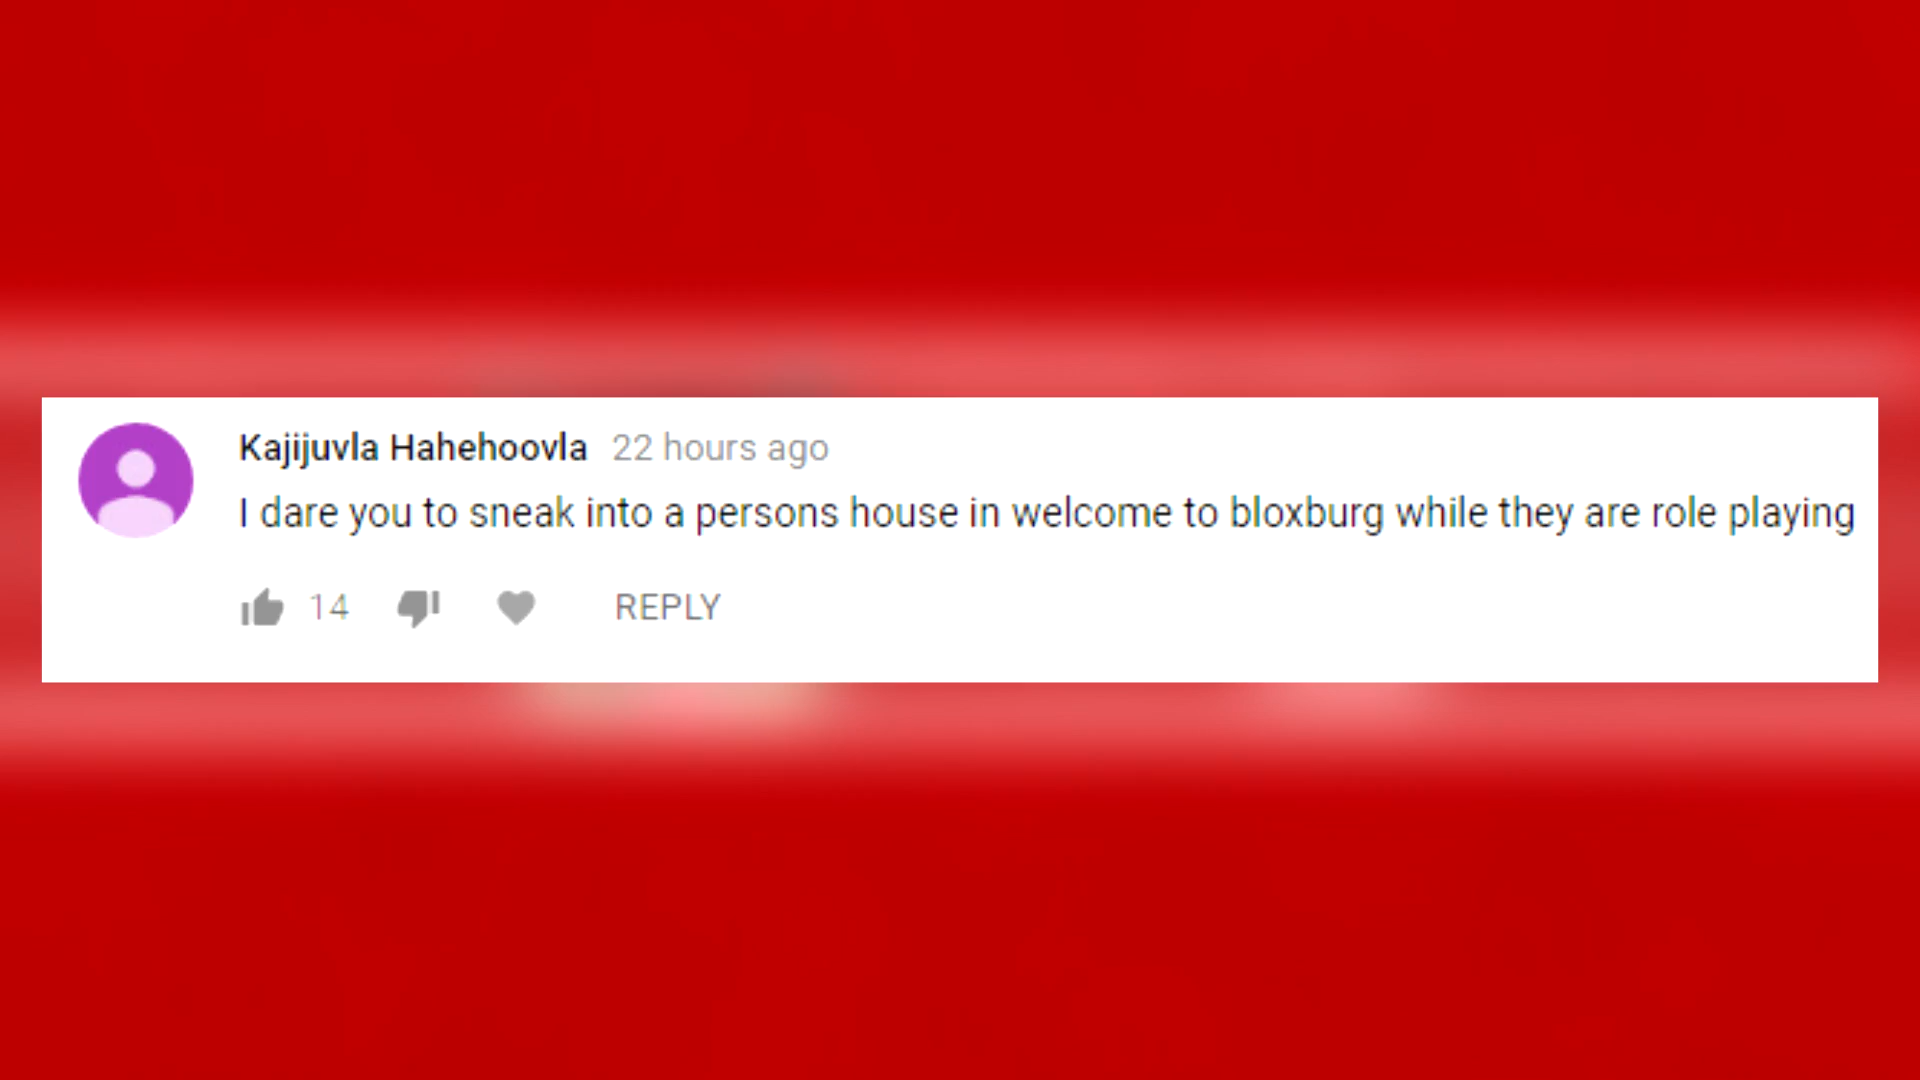 Kajijuvla Hahehoovla 22 hours ago
I dare you to sneak into a persons house in welcome to bloxburg while they are role playing
14 REPLY